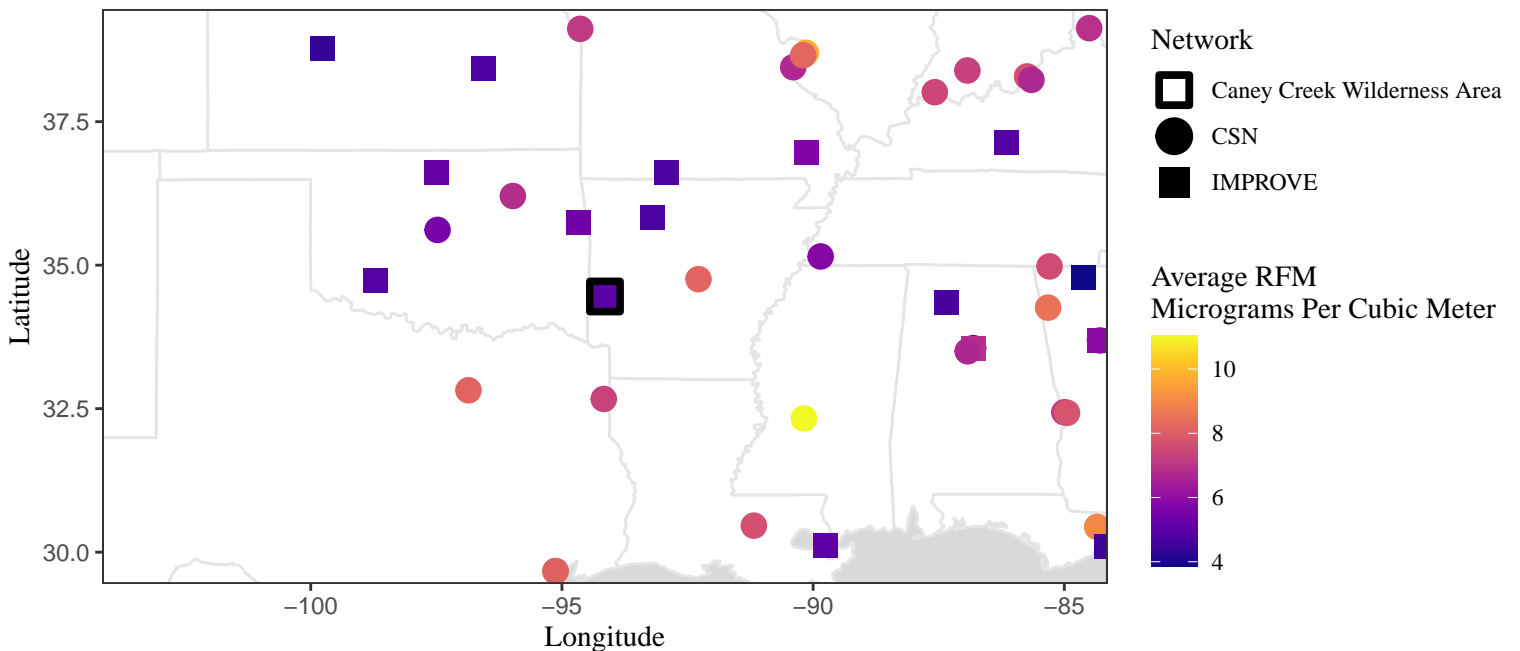 37.5
35.0
32.5
30.0
Latitude
−100
−95
−90
−85
Longitude
Network
Caney Creek Wilderness Area
CSN
IMPROVE
Average RFM
Micrograms Per Cubic Meter
10
8
6
4